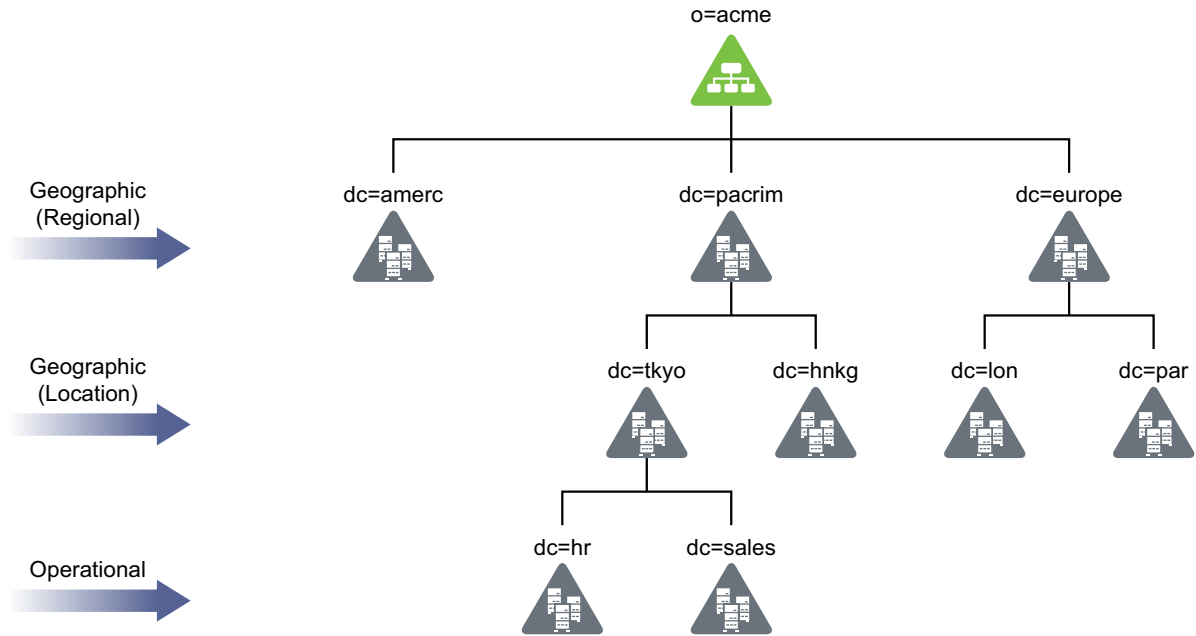 o=acme
Geographic
(Regional)
dc=amerc
dc=pacrim
dc=europe
Geographic
(Location)
dc=tkyo
dc=hnkg
dc=lon
dc=par
Operational
dc=hr
dc=sales